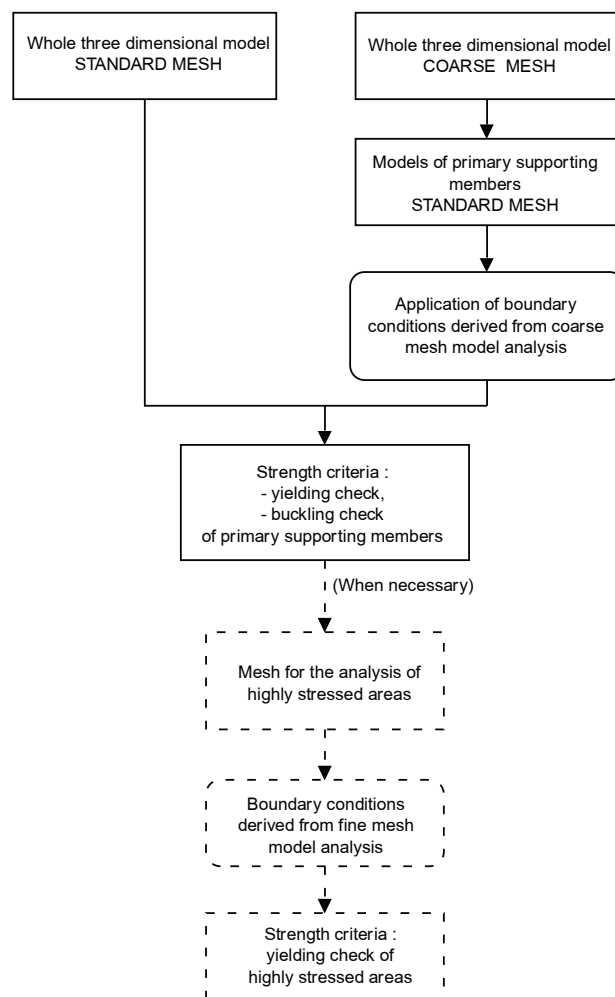 Whole three dimensional model
STANDARD MESH
Whole three dimensional model
COARSE MESH
Models of primary supporting
members
STANDARD MESH
Application of boundary
conditions derived from coarse
mesh model analysis
Strength criteria :
- yielding check,
- buckling check
of primary supporting members
(When necessary)
Mesh for the analysis of
highly stressed areas
Boundary conditions
derived from fine mesh
model analysis
Strength criteria :
yielding check of
highly stressed areas